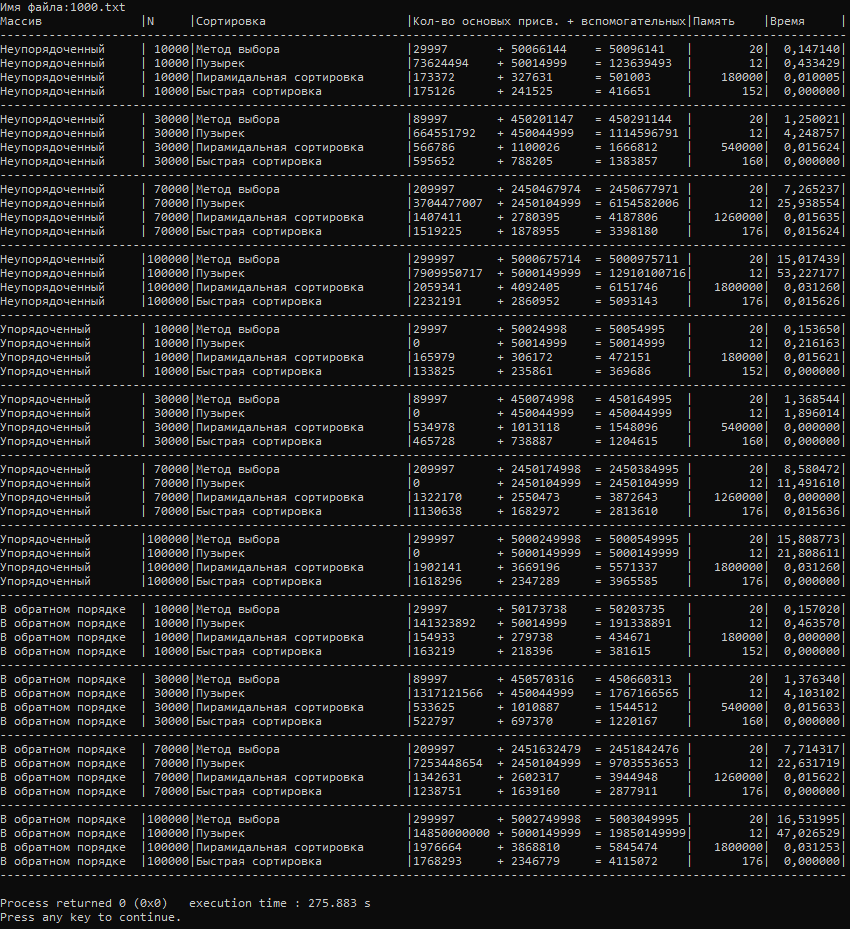 Имя файла:1000.txt
Массив |N |Сортировка |Кол-во основых присв. + вспомогательных|Память |Время |
Неупорядоченный | 10000|Метод выбора |29997 + 50066144 = 50096141 | 20| 0,147140|
Неупорядоченный | 10000|Пузырек |73624494 + 50014999 = 123639493 | 12| 0,433429|
Неупорядоченный | 10000|Пирамидальная сортировка |173372 + 327631 = 501003 | 180000| 0,010005|
Неупорядоченный | 10000|Быстрая сортировка |175126 + 241525 = 416651 | 152| 0,000000|
Неупорядоченный | 30000|Метод выбора |89997 + 450201147 = 450291144 | 20| 1,250021|
Неупорядоченный | 30000|Пузырек |664551792 + 450044999 = 1114596791 | 12| 4,248757|
Неупорядоченный | 30000|Пирамидальная сортировка |566786 + 1100026 = 1666812 | 540000| 0,015624|
Неупорядоченный | 30000|Быстрая сортировка |595652 + 788205 = 1383857 | 160| 0,000000|
Неупорядоченный | 70000|Метод выбора |209997 + 2450467974 = 2450677971 | 20| 7,265237|
Неупорядоченный | 70000|Пузырек |3704477007 + 2450104999 = 6154582006 | 12| 25,938554|
Неупорядоченный | 70000|Пирамидальная сортировка |1407411 + 2780395 = 4187806 | 1260000| 0,015635|
Неупорядоченный | 70000|Быстрая сортировка |1519225 + 1878955 = 3398180 | 176| 0,015624|
Неупорядоченный |100000|Метод выбора |299997 + 5000675714 = 5000975711 | 20| 15,017439|
Неупорядоченный |100000|Пузырек |7909950717 + 5000149999 = 12910100716| 12| 53,227177|
Неупорядоченный |100000|Пирамидальная сортировка |2059341 + 4092405 = 6151746 | 1800000| 0,031260|
Неупорядоченный |100000|Быстрая сортировка |2232191 + 2860952 = 5093143 | 176| 0,015626|
Упорядоченный | 10000|Метод выбора |29997 + 50024998 = 50054995 | 20| 0,153650|
Упорядоченный | 10000|Пузырек |0 + 50014999 = 50014999 | 12| 0,216163|
Упорядоченный | 10000|Пирамидальная сортировка |165979 + 306172 = 472151 | 180000| 0,015621|
Упорядоченный | 10000|Быстрая сортировка |133825 + 235861 = 369686 | 152| 0,000000|
Упорядоченный | 30000|Метод выбора |89997 + 450074998 = 450164995 | 20| 1,368544|
Упорядоченный | 30000|Пузырек |0 + 450044999 = 450044999 | 12| 1,896014|
Упорядоченный | 30000|Пирамидальная сортировка |534978 + 1013118 = 1548096 | 540000| 0,000000|
Упорядоченный | 30000|Быстрая сортировка |465728 + 738887 = 1204615 | 160| 0,000000|
Упорядоченный | 70000|Метод выбора |209997 + 2450174998 = 2450384995 | 20| 8,580472|
Упорядоченный | 70000|Пузырек |0 + 2450104999 = 2450104999 | 12| 11,491610|
Упорядоченный | 70000|Пирамидальная сортировка |1322170 + 2550473 = 3872643 | 1260000| 0,000000|
Упорядоченный | 70000|Быстрая сортировка |1130638 + 1682972 = 2813610 | 176| 0,015636|
Упорядоченный |100000|Метод выбора |299997 + 5000249998 = 5000549995 | 20| 15,808773|
Упорядоченный |100000|Пузырек |0 + 5000149999 = 5000149999 | 12| 21,808611|
Упорядоченный |100000|Пирамидальная сортировка |1902141 + 3669196 = 5571337 | 1800000| 0,031260|
Упорядоченный |100000|Быстрая сортировка |1618296 + 2347289 = 3965585 | 176| 0,000000|
В обратном порядке | 10000|Метод выбора |29997 + 50173738 = 50203735 | 20| 0,157020|
В обратном порядке | 10000|Пузырек |141323892 + 50014999 = 191338891 | 12| 0,463570|
В обратном порядке | 10000|Пирамидальная сортировка |154933 + 279738 = 434671 | 180000| 0,000000|
В обратном порядке | 10000|Быстрая сортировка |163219 + 218396 = 381615 | 152| 0,000000|
В обратном порядке | 30000|Метод выбора |89997 + 450570316 = 450660313 | 20| 1,376340|
В обратном порядке | 30000|Пузырек |1317121566 + 450044999 = 1767166565 | 12| 4,103102|
В обратном порядке | 30000|Пирамидальная сортировка |533625 + 1010887 = 1544512 | 540000| 0,015633|
В обратном порядке | 30000|Быстрая сортировка |522797 + 697370 = 1220167 | 160| 0,000000|
В обратном порядке | 70000|Метод выбора |209997 + 2451632479 = 2451842476 | 20| 7,714317|
В обратном порядке | 70000|Пузырек |7253448654 + 2450104999 = 9703553653 | 12| 22,631719|
В обратном порядке | 70000|Пирамидальная сортировка |1342631 + 2602317 = 3944948 | 1260000| 0,015622|
В обратном порядке | 70000|Быстрая сортировка |1238751 + 1639160 = 2877911 | 176| 0,000000|
В обратном порядке |100000|Метод выбора |299997 + 5002749998 = 5003049995 | 20| 16,531995|
В обратном порядке |100000|Пузырек |14850000000 + 5000149999 = 19850149999| 12| 47,026529|
В обратном порядке |100000|Пирамидальная сортировка |1976664 + 3868810 = 5845474 | 1800000| 0,031253|
В обратном порядке |100000|Быстрая сортировка |1768293 + 2346779 = 4115072 | 176| 0,000000|
Process returned 0 (0x0) execution time : 275.883 s
Press any key to continue.